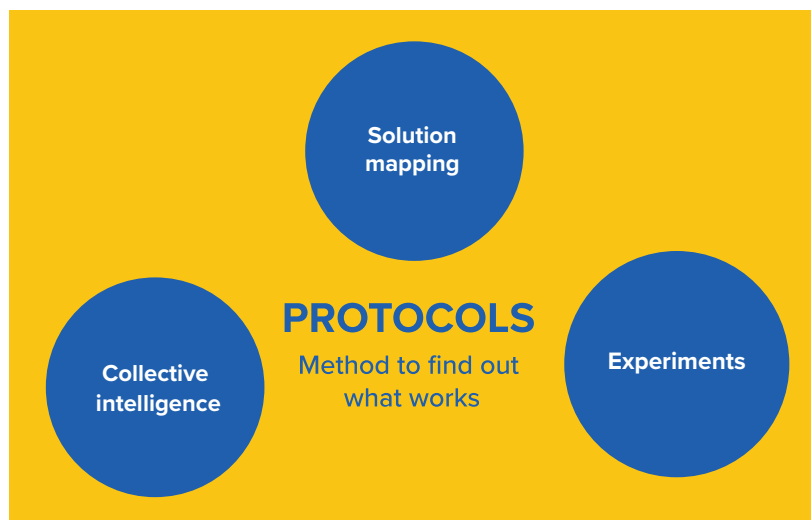 Solution
mapping
PROTOCOLS
Method to find out
what works
Collective
intelligence
Experiments